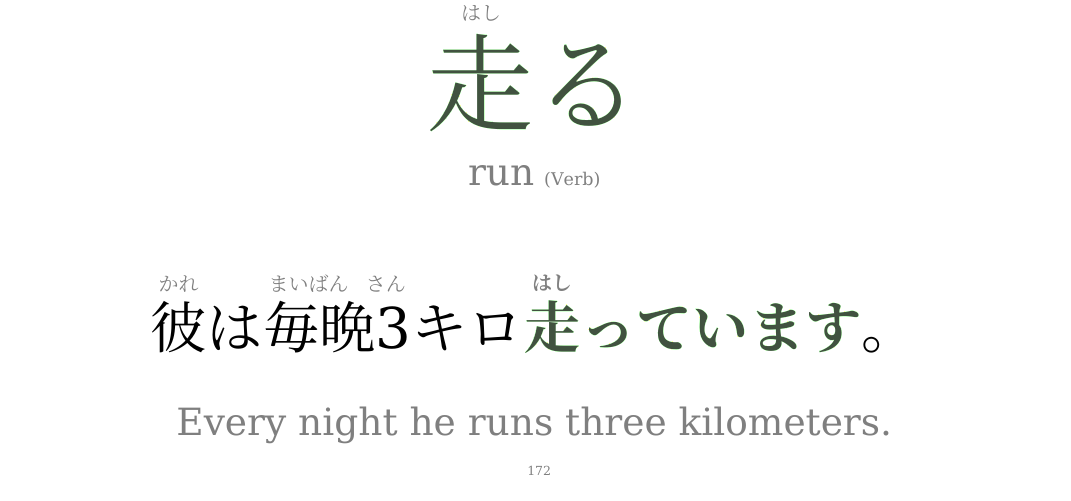 はし
走る
run (Verb)
かれ まいばん さん はし
彼は毎晩3キロ走っています。
Every night he runs three kilometers.
172